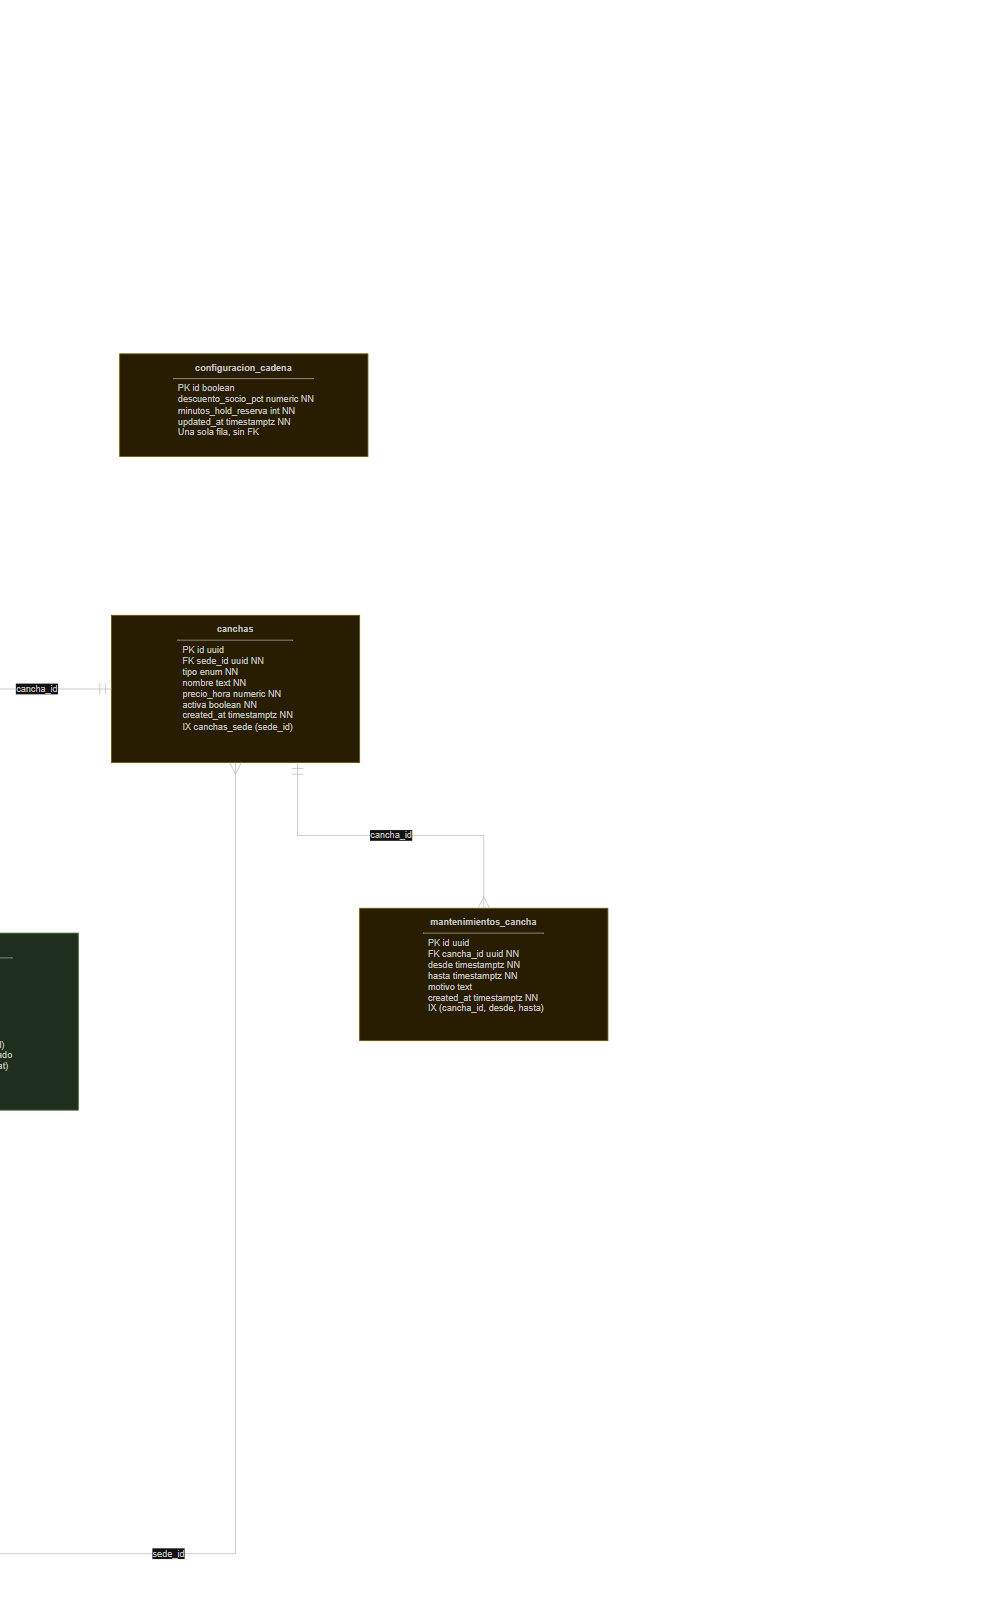 configuracion_cadena
PK id boolean
descuento_socio_pct numeric NN
minutos_hold_reserva int NN
updated_at timestamptz NN
Una sola fila, sin FK
canchas
PK id uuid
FK sede_id uuid NN
tipo enum NN
nombre text NN
precio_hora numeric NN
activa boolean NN
created_at timestamptz NN
IX canchas_sede (sede_id)
cancha_id
cancha_id
mantenimientos_cancha
PK id uuid
FK cancha_id uuid NN
desde timestamptz NN
hasta timestamptz NN
motivo text
created_at timestamptz NN
IX (cancha_id, desde, hasta)
ado
at)
sede_id